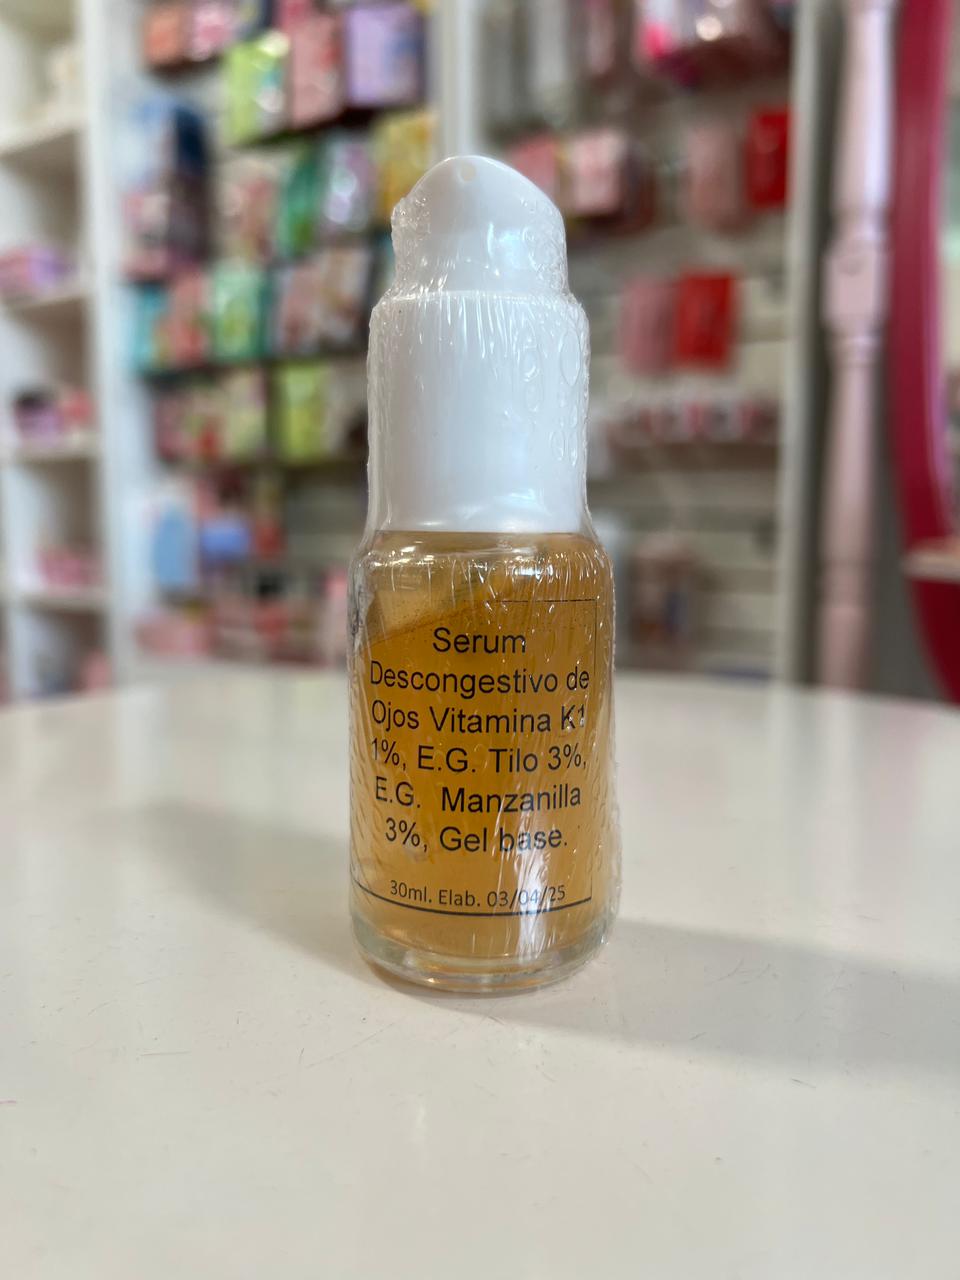 Serum
Descongestivo de
Ojos Vitamina K1
1%, E.G. Tilo 3%,
E.G. Manzanilla
3%, Gel base.
30ml. Elab. 03/04/25